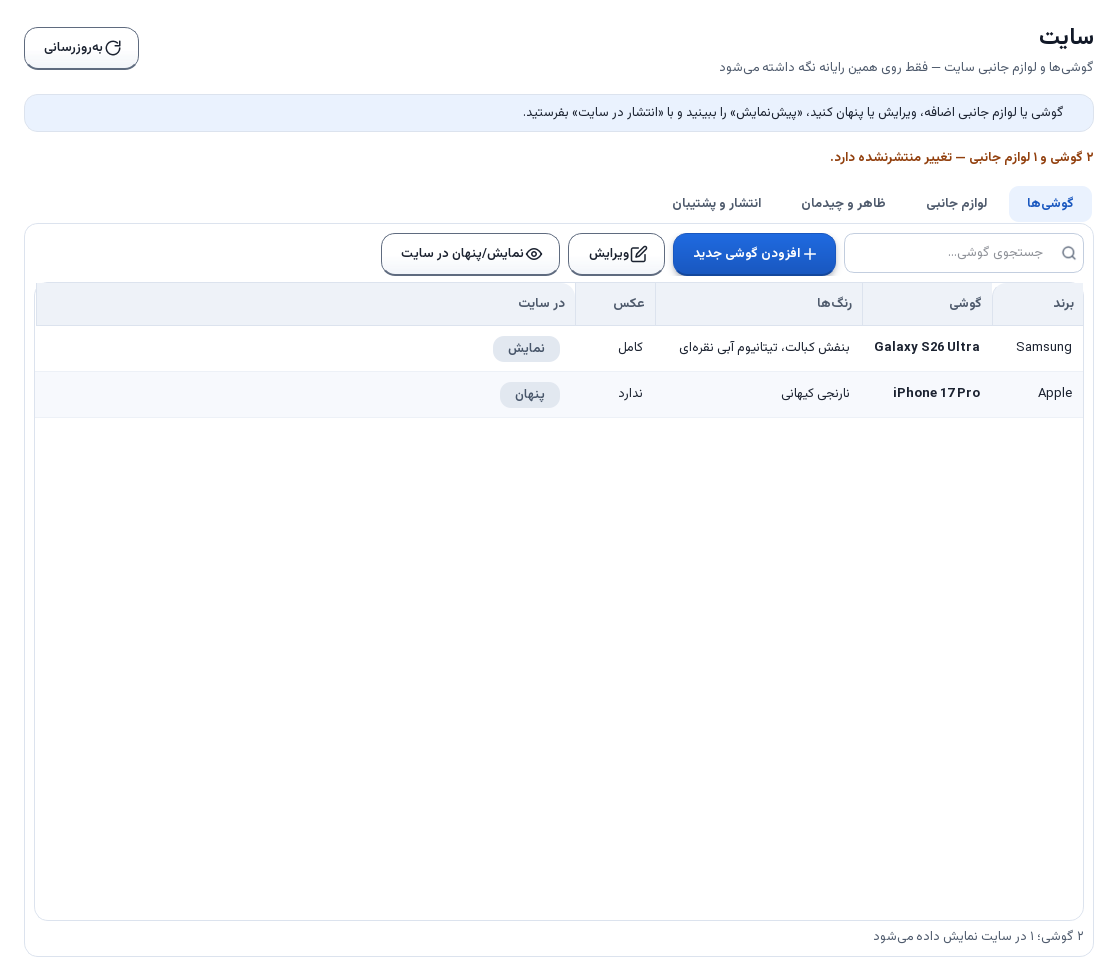 سایت
به‌روزرسانی
گوشی‌ها و لوازم جانبی سایت — فقط روی همین رایانه نگه داشته می‌شود
گوشی یا لوازم جانبی اضافه، ویرایش یا پنهان کنید، «پیش‌نمایش» را ببینید و با «انتشار در سایت» بفرستید.
۲ گوشی و ۱ لوازم جانبی — تغییر منتشرنشده دارد.
گوشی‌ها لوازم جانبی ظاهر و چیدمان انتشار و پشتیبان
جستجوی گوشی... افزودن گوشی جدید ویرایش نمایش/پنهان در سایت
برند گوشی رنگ‌ها عکس در سایت
Samsung Galaxy S26 Ultra بنفش کبالت، تیتانیوم آبی نقره‌ای کامل نمایش
Apple iPhone 17 Pro نارنجی کیهانی ندارد پنهان
۲ گوشی؛ ۱ در سایت نمایش داده می‌شود